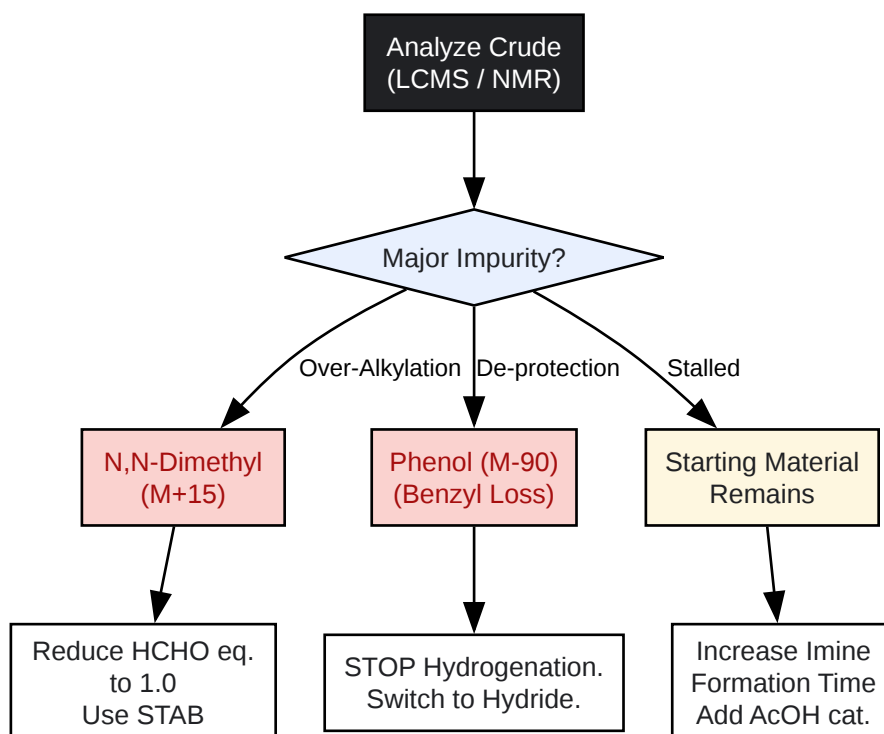 Analyze Crude
(LCMS / NMR)
Major Impurity?
Over-Alkylation
De-protection
Stalled
N,N-Dimethyl
(M+15)
Phenol (M-90)
(Benzyl Loss)
Starting Material
Remains
Reduce HCHO eq.
to 1.0
Use STAB
STOP Hydrogenation.
Switch to Hydride.
Increase Imine
Formation Time
Add AcOH cat.